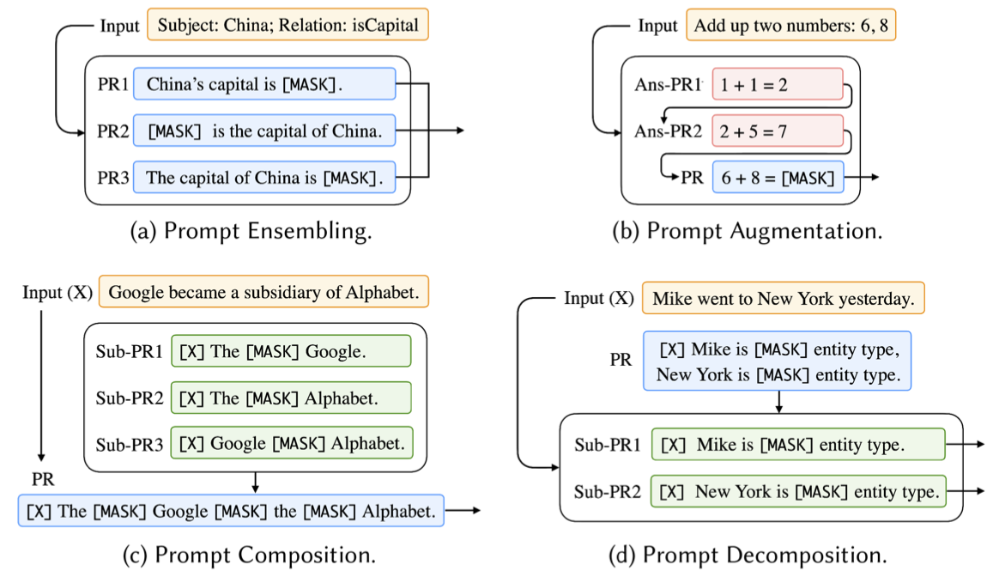 Input Subject: China; Relation: isCapital
PR1 China's capital is [MASK].
PR2 [MASK] is the capital of China.
PR3 The capital of China is [MASK].
(a) Prompt Ensembling.
Input Add up two numbers: 6, 8
Ans-PR1 1 + 1 = 2
Ans-PR2 2 + 5 = 7
PR 6 + 8 = [MASK]
(b) Prompt Augmentation.
Input (X) Google became a subsidiary of Alphabet.
Sub-PR1 [X] The [MASK] Google.
Sub-PR2 [X] The [MASK] Alphabet.
Sub-PR3 [X] Google [MASK] Alphabet.
PR
[X] The [MASK] Google [MASK] the [MASK] Alphabet.
(c) Prompt Composition.
Input (X) Mike went to New York yesterday.
PR [X] Mike is [MASK] entity type,
New York is [MASK] entity type.
Sub-PR1 [X] Mike is [MASK] entity type.
Sub-PR2 [X] New York is [MASK] entity type.
(d) Prompt Decomposition.